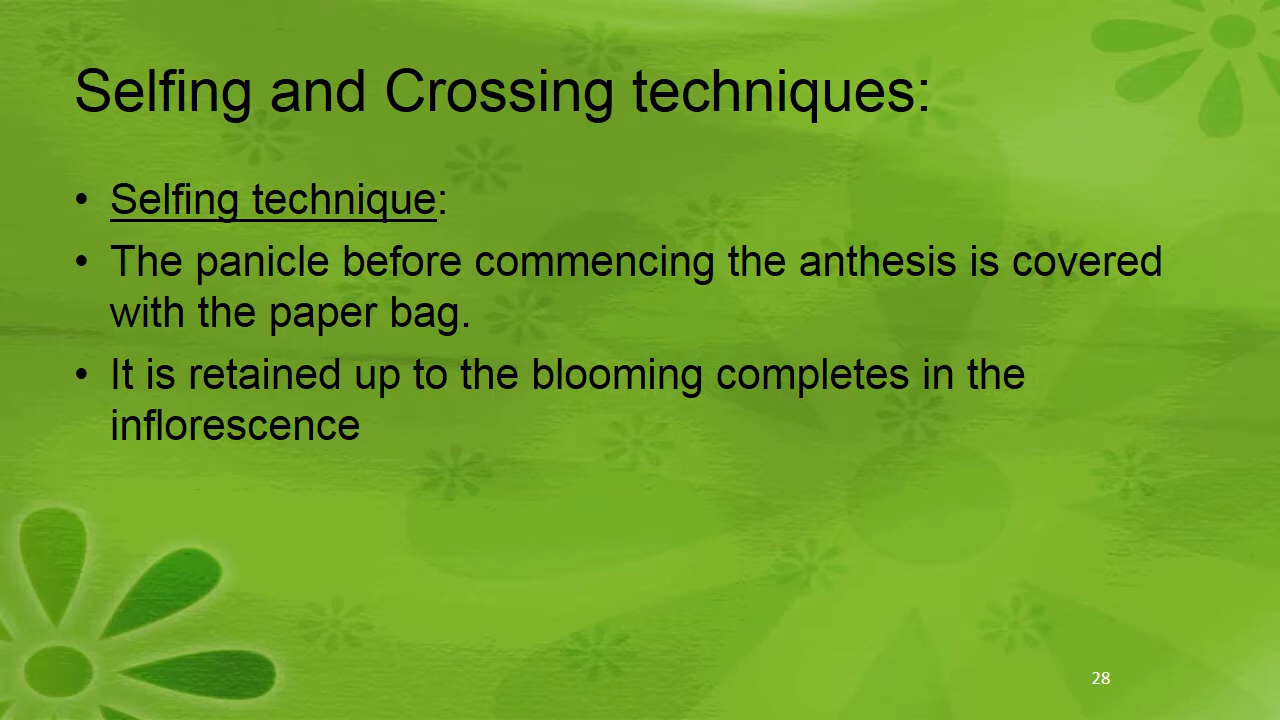 Selfing and Crossing techniques:
• Selfing technique:
• The panicle before commencing the anthesis is covered
with the paper bag.
• It is retained up to the blooming completes in the
inflorescence
28